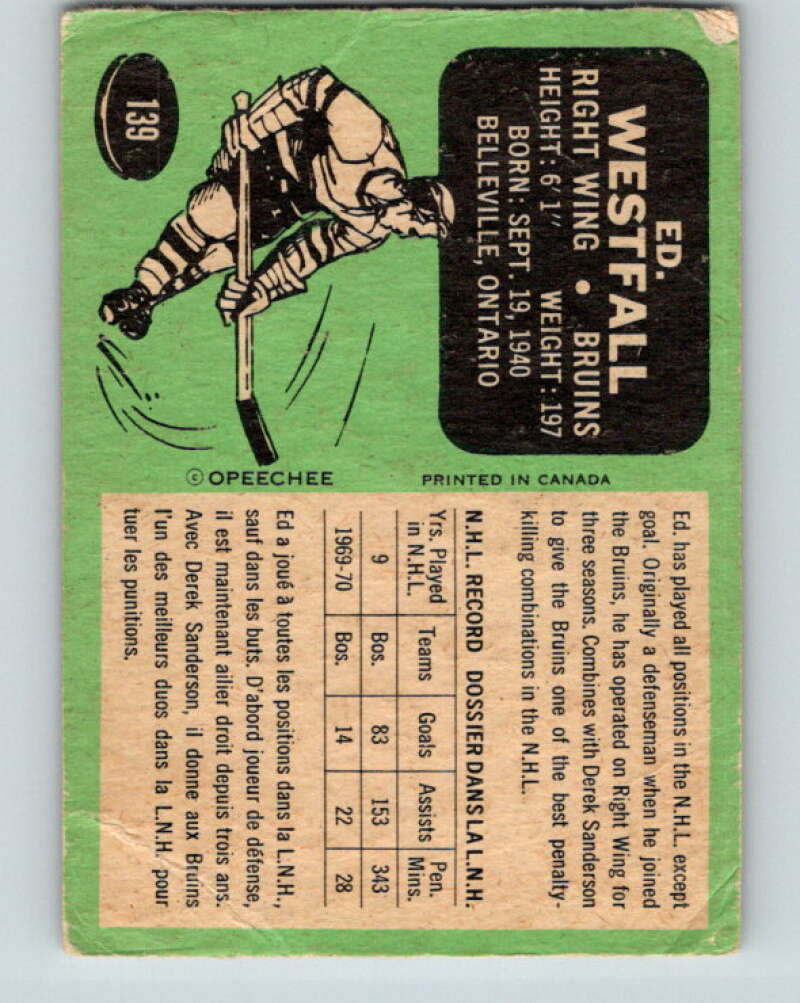 139
ED.
WESTFALL
RIGHT WING • BRUINS
HEIGHT: 6' 1" WEIGHT: 197
BORN: SEPT. 19, 1940
BELLEVILLE, ONTARIO
© OPEECHEE
PRINTED IN CANADA
Ed. has played all positions in the N.H.L. except
goal. Originally a defenseman when he joined
the Bruins, he has operated on Right Wing for
three seasons. Combines with Derek Sanderson
to give the Bruins one of the best penalty-
killing combinations in the N.H.L.
N.H.L. RECORD DOSSIER DANS LA L.N.H.
Yrs. Played in N.H.L. Teams Goals Assists Pen. Mins.
9 Bos. 83 153 343
1969-70 Bos. 14 22 28
Ed a joué à toutes les positions dans la L.N.H.,
sauf dans les buts. D'abord joueur de défense,
il est maintenant ailier droit depuis trois ans.
Avec Derek Sanderson, il donne aux Bruins
l'un des meilleurs duos dans la L.N.H. pour
tuer les punitions.